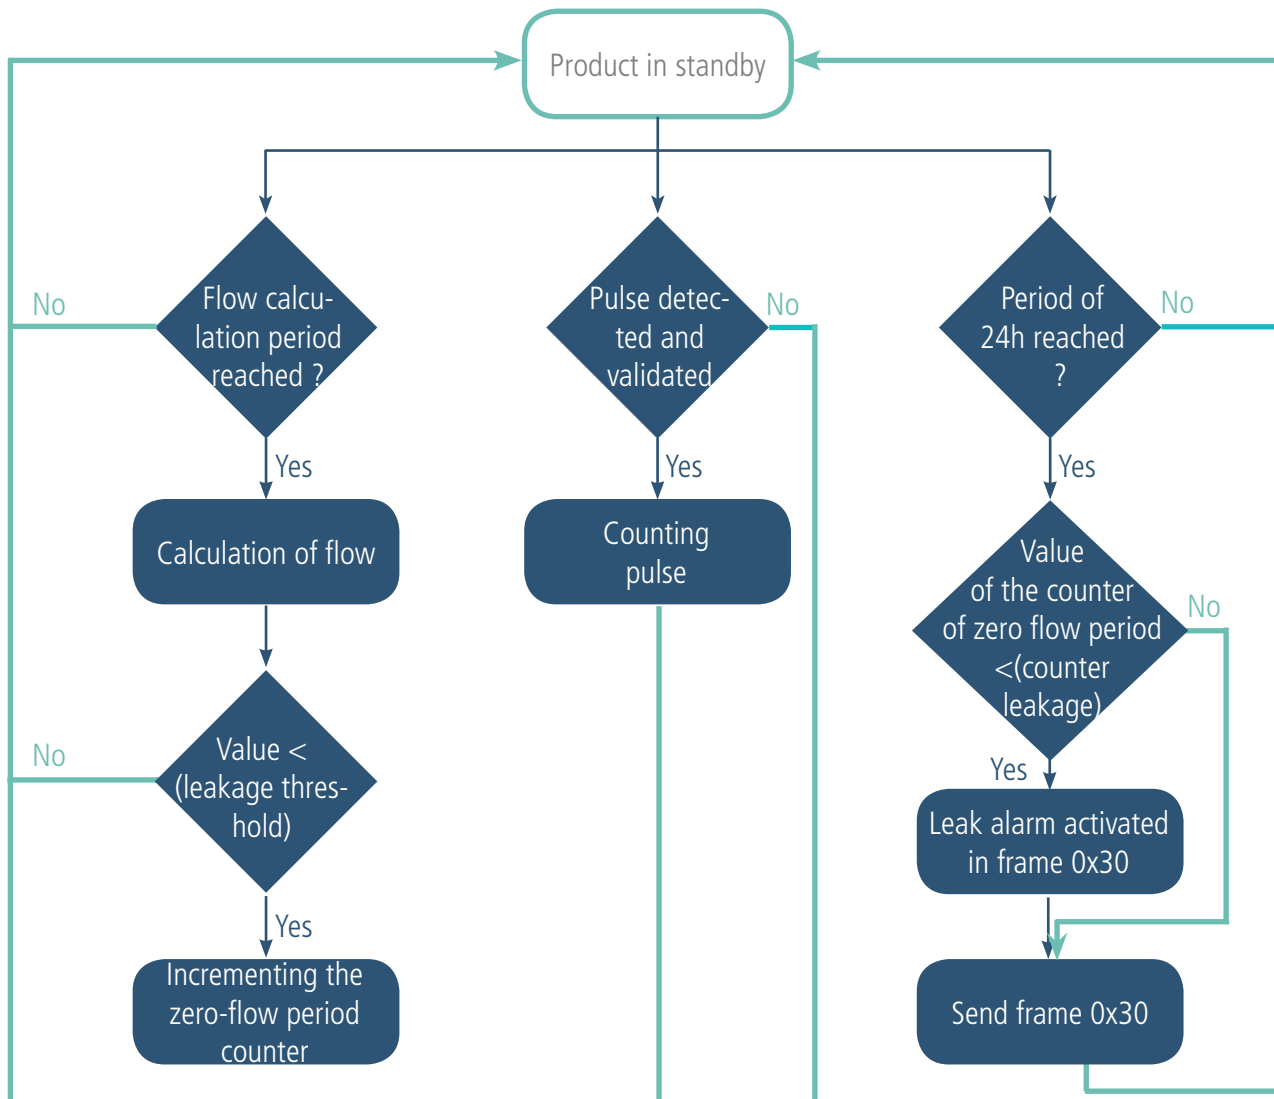 Product in standby
No
Flow calcu-
lation period
reached ?
Yes
Calculation of flow
No
Value <
(leakage thres-
hold)
Yes
Incrementing the
zero-flow period
counter
Pulse detec-
ted and
validated
No
Yes
Counting
pulse
Period of
24h reached
?
No
Yes
Value
of the counter
of zero flow period
<(counter
leakage)
No
Yes
Leak alarm activated
in frame 0x30
Send frame 0x30